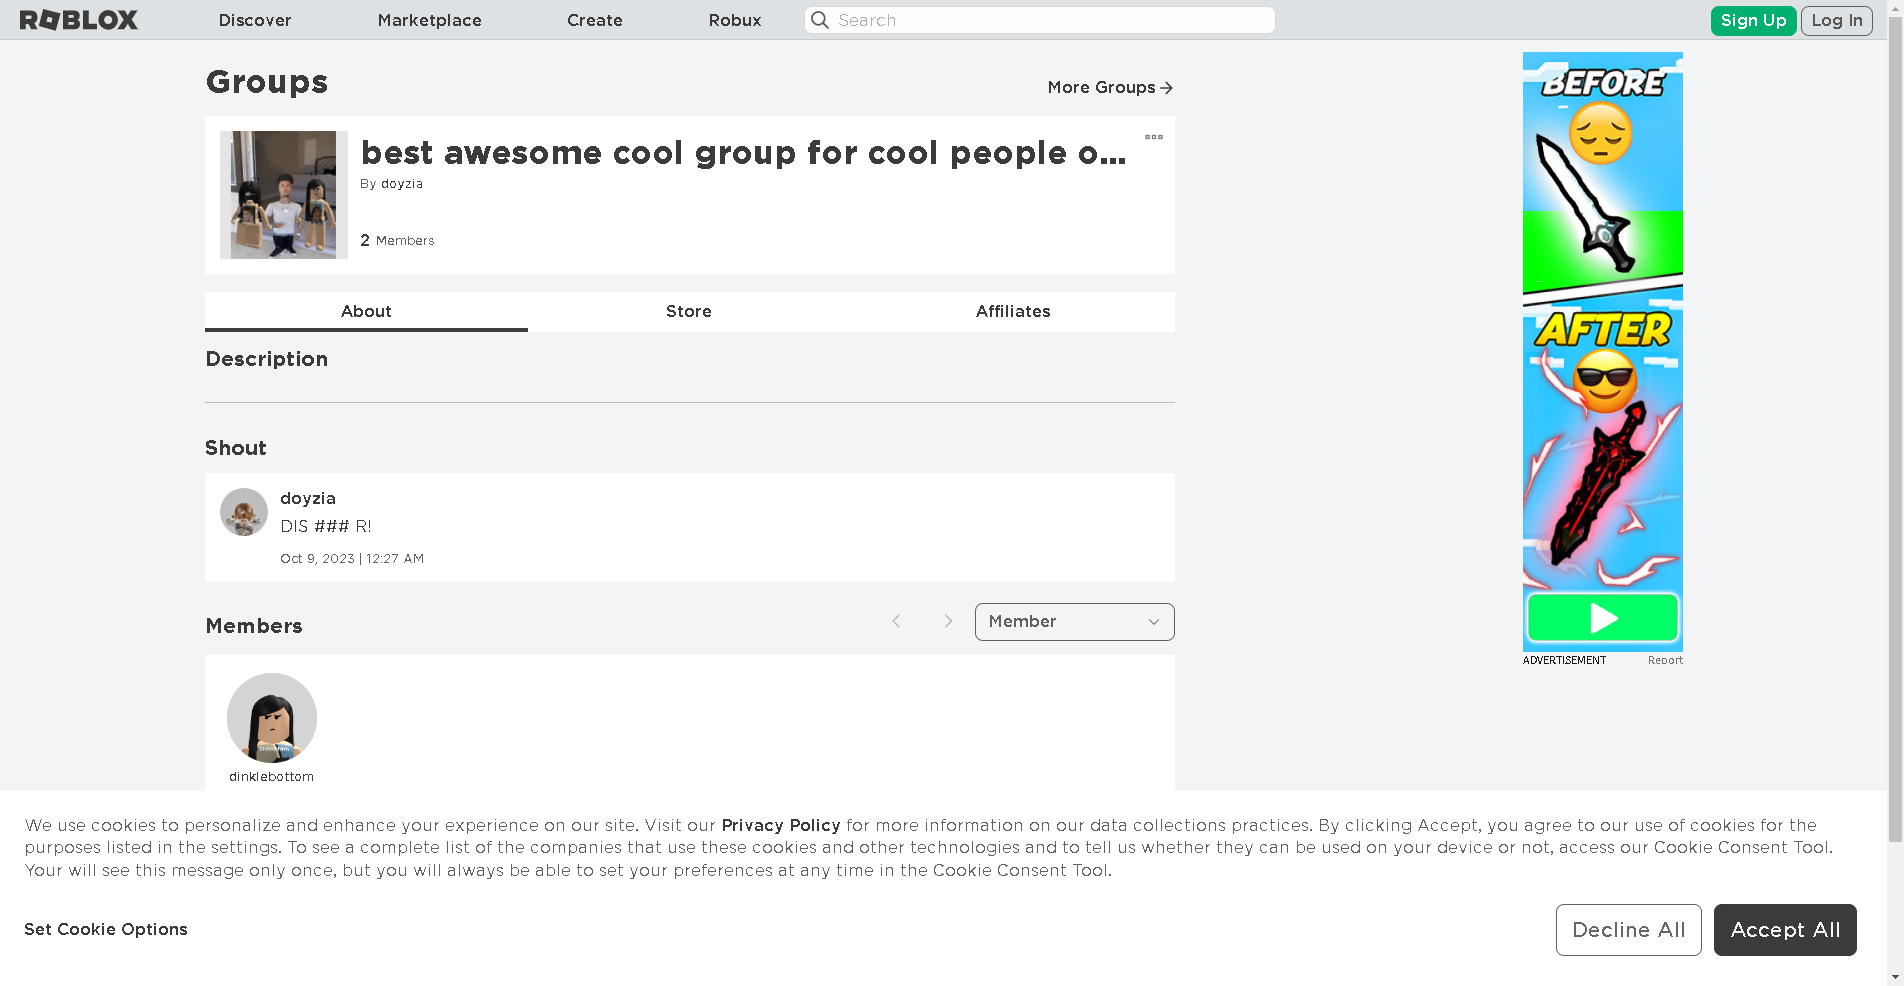 ROBLOX Discover Marketplace Create Robux Search Sign Up Log In
Groups
More Groups
best awesome cool group for cool people o...
By doyzia
2 Members
About Store Affiliates
Description
Shout
doyzia
DIS ### R!
Oct 9, 2023 | 12:27 AM
Members
Member
dinklebottom
BEFORE
AFTER
ADVERTISEMENT Report
We use cookies to personalize and enhance your experience on our site. Visit our Privacy Policy for more information on our data collections practices. By clicking Accept, you agree to our use of cookies for the
purposes listed in the settings. To see a complete list of the companies that use these cookies and other technologies and to tell us whether they can be used on your device or not, access our Cookie Consent Tool.
Your will see this message only once, but you will always be able to set your preferences at any time in the Cookie Consent Tool.
Set Cookie Options
Decline All
Accept All